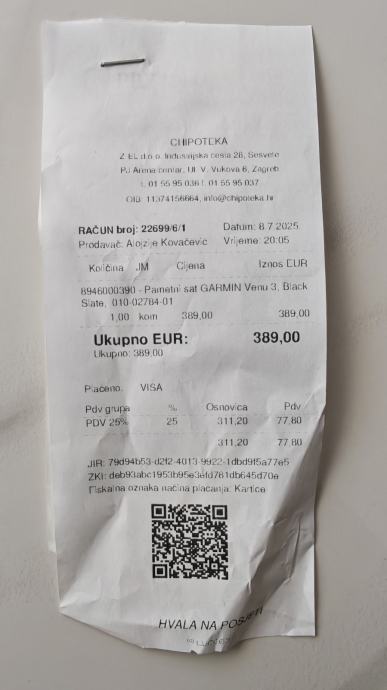 CHIPOTEKA
Z-EL d.o.o. Industrijska cesta 28, Sesvete
PJ Arena centar, Ul. V. Vukova 6, Zagreb
t. 01 55 95 036 f. 01 55 95 037
OIB: 11374156664, info@chipoteka.hr
RAČUN broj: 22699/6/1 Datum: 8.7.2025
Prodavač: Alojzije Kovačević Vrijeme: 20:05
Količina JM Cijena Iznos EUR
8946000390 - Pametni sat GARMIN Venu 3, Black
Slate, 010-02784-01
1,00 kom 389,00 389,00
Ukupno EUR: 389,00
Ukupno: 389,00
Plaćeno: VISA
Pdv grupa % Osnovica Pdv
PDV 25% 25 311,20 77,80
311,20 77,80
JIR: 79d94b53-d2f2-4013-9922-1dbd9f5a77e5
ZKI: deb93abc1953b95e3efd761db645d70e
Fiskalna oznaka načina plaćanja: Kartice
HVALA NA POSJETI